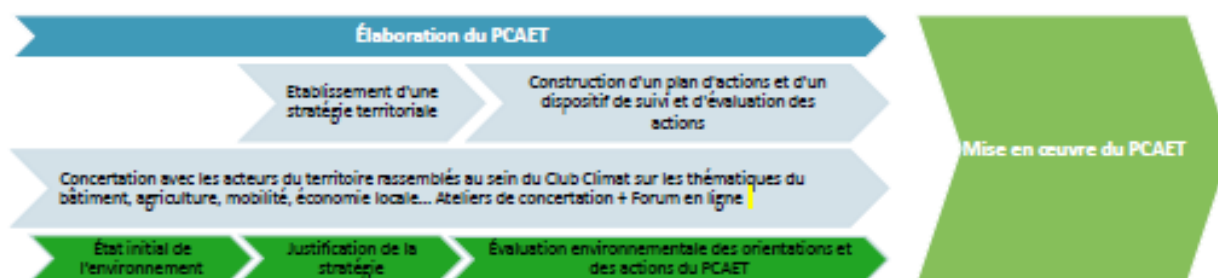 Élaboration du PCAET
Etablissement d'une
stratégie territoriale
Construction d'un plan d'actions et d'un
dispositif de suivi et d'évaluation des
actions
Mise en œuvre du PCAET
Concertation avec les acteurs du territoire rassemblés au sein du Club Climat sur les thématiques du
bâtiment, agriculture, mobilité, économie locale... Ateliers de concertation + Forum en ligne
État initial de
l'environnement
Justification de la
stratégie
Évaluation environnementale des orientations et
des actions du PCAET